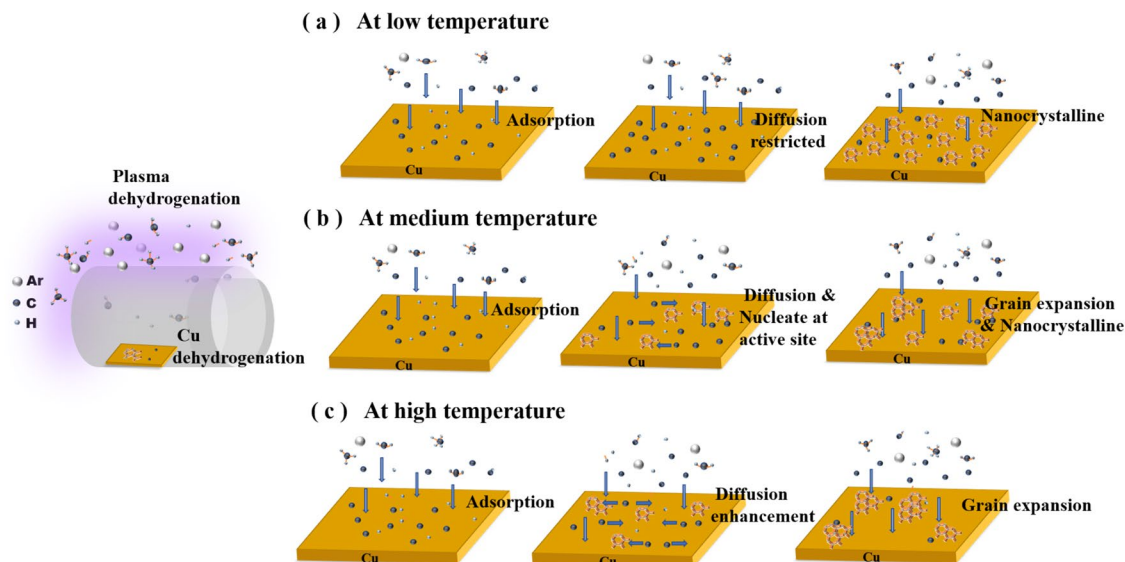 Plasma
dehydrogenation
Ar
C
H
Cu
dehydrogenation
( a ) At low temperature
Adsorption
Cu
Diffusion
restricted
Cu
Nanocrystalline
Cu
( b ) At medium temperature
Adsorption
Cu
Diffusion &
Nucleate at
active site
Cu
Grain expansion
& Nanocrystalline
Cu
( c ) At high temperature
Adsorption
Cu
Diffusion
enhancement
Cu
Grain expansion
Cu